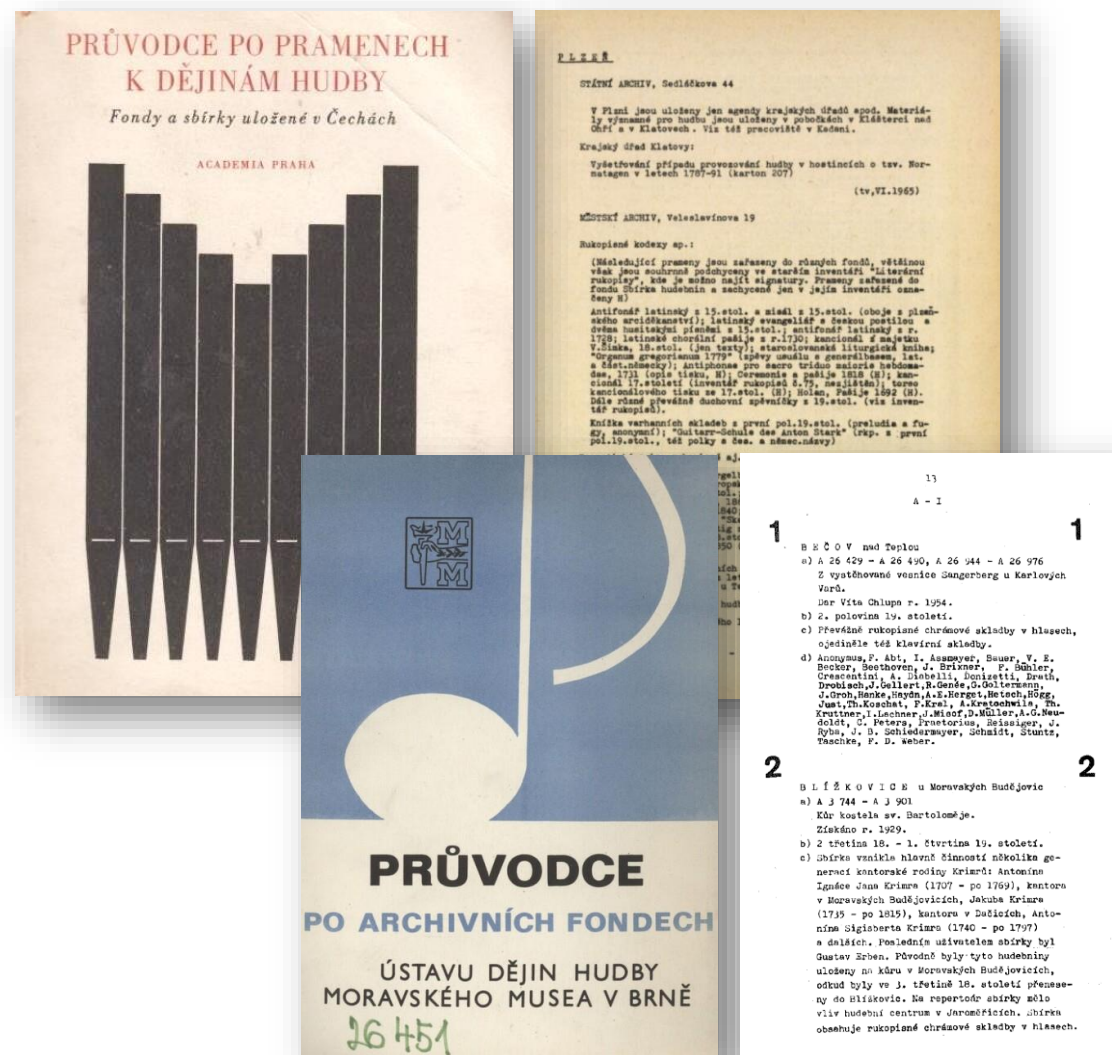 PRŮVODCE PO PRAMENECH
K DĚJINÁM HUDBY
Fondy a sbírky uložené v Čechách
ACADEMIA PRAHA
PLZEŇ
STÁTNÍ ARCHIV, Sedláčkova 44
V Plzni jsou uloženy jen agendy krajských úřadů apod. Materiá-
ly významné pro hudbu jsou uloženy v pobočkách v Klášterci nad
Ohří a v Klatovech. Viz též pracoviště v Kadani.
Krajský úřad Klatovy:
Vyšetřování případu provozování hudby v hostincích o tzv. Nor-
matagen v letech 1787-91 (karton 207)
(tv,VI.1965)
MĚSTSKÝ ARCHIV, Veleslavínova 19
Rukopisné kodexy ap.:
(Následující prameny jsou zařazeny do různých fondů, většinou
však jsou souhrnně podchyceny ve starším inventáři "Literární
rukopisy", kde je možno najít signatury. Prameny zařazené do
fondu Sbírka hudebnin a zachycené jen v jejím inventáři ozna-
čeny H)
Antifonář latinský z 15.stol. a misál z 15.stol. (oboje z plzeň-
ského arciděkanství); latinský evangeliář s českou postilou a
dvěma husitskými písněmi z 15.stol.; antifonář latinský z r.
1728; latinské chorální pašije z r.1730; kancionál z majetku
V.Šimka, 18.stol. (jen texty); staroslovanská liturgická kniha;
"Organum gregorianum 1779" (zpěvy usuálu s generálbasem, lat.
a část.německy); Antiphonae pro sacro triduo maioris hebdoma-
dae, 1731 (opis tisku, H); Ceremonie a pašije 1818 (H); kan-
cionál 17.století (inventář rukopisů č.75, nezjištěn); torso
kancionálového tisku ze 17.stol. (H); Holan, Pašije 1692 (H).
Dále různé převážně duchovní zpěvníčky z 19.stol. (viz inven-
tář rukopisů).
Knížka varhanních skladeb z první pol.19.stol. (preludia a fu-
gy, anonymní); "Guitarr-Schule des Anton Stark" (rkp. z první
pol.19.stol., též polky s čes. a němec.názvy)
M
M
PRŮVODCE
PO ARCHIVNÍCH FONDECH
ÚSTAVU DĚJIN HUDBY
MORAVSKÉHO MUSEA V BRNĚ
26 451
13
A - I
1 1
BEČOV nad Teplou
a) A 26 429 - A 26 490, A 26 944 - A 26 976
Z vystěhované vesnice Sangerberg u Karlových
Varů.
Dar Víta Chlupa r. 1954.
b) 2. polovina 19. století.
c) Převážně rukopisné chrámové skladby v hlasech,
ojediněle též klavírní skladby.
d) Anonymus, F. Abt, I. Assmayer, Bauer, V. E.
Becker, Beethoven, J. Brixner, F. Bühler,
Crescentini, A. Diabelli, Donizetti, Drath,
Drobisch, J.Gellert, R.Genée, G.Goltermann,
J.Groh, Hanke, Haydn, A.E.Herget, Hetsch, Högg,
Just, Th.Koschat, F.Kral, A.Kratochwila, Th.
Kruttner, I.Lachner, J.Misof, D.Müller, A.G.Neu-
doldt, C. Peters, Praetorius, Reissiger, J.
Ryba, J. B. Schiedermayer, Schmidt, Stuntz,
Taschke, F. D. Weber.
2 2
BLÍŽKOVICE u Moravských Budějovic
a) A 3 744 - A 3 901
Kůr kostela sv. Bartoloměje.
Získáno r. 1929.
b) 2 třetina 18. - 1. čtvrtina 19. století.
c) Sbírka vznikla hlavně činností několika ge-
nerací kantorské rodiny Krimrů: Antonína
Ignáce Jana Krimra (1707 - po 1769), kantora
v Moravských Budějovicích, Jakuba Krimra
(1735 - po 1815), kantora v Dačicích, Anto-
nína Sigisberta Krimra (1740 - po 1797)
a dalších. Posledním uživatelem sbírky byl
Gustav Erben. Původně byly tyto hudebniny
uloženy na kůru v Moravských Budějovicích,
odkud byly ve 3. třetině 18. století přenese-
ny do Blížkovic. Na repertoár sbírky mělo
vliv hudební centrum v Jaroměřicích. Sbírka
obsahuje rukopisné chrámové skladby v hlasech.